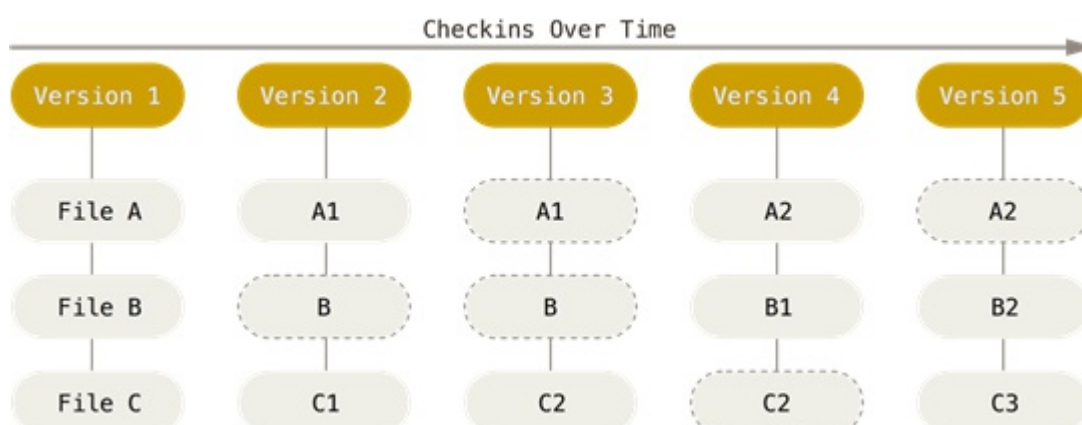 Checkins Over Time
Version 1 Version 2 Version 3 Version 4 Version 5
File A A1 A1 A2 A2
File B B B B1 B2
File C C1 C2 C2 C3